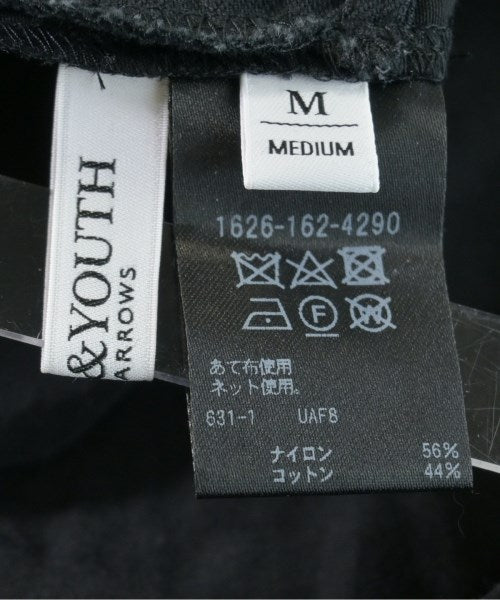 &YOUTH
ARROWS
M
MEDIUM
1626-162-4290
F
W
あて布使用
ネット使用。
631-1 UAF8
ナイロン 56%
コットン 44%